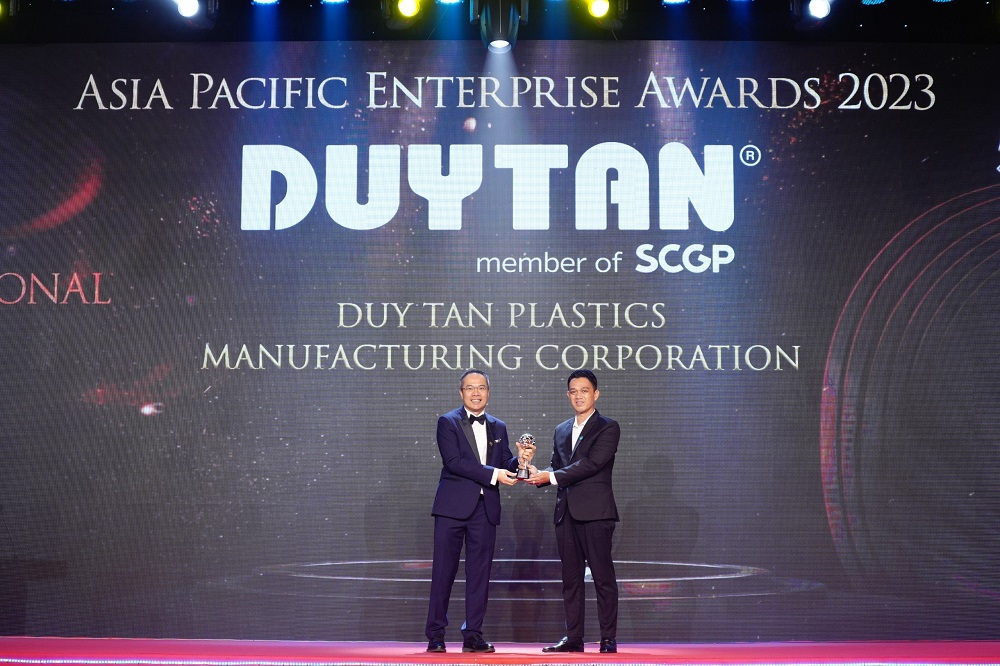 ASIA PACIFIC ENTERPRISE AWARDS 2023
DUYTAN®
member of SCGP
ONAL
DUY TAN PLASTICS
MANUFACTURING CORPORATION